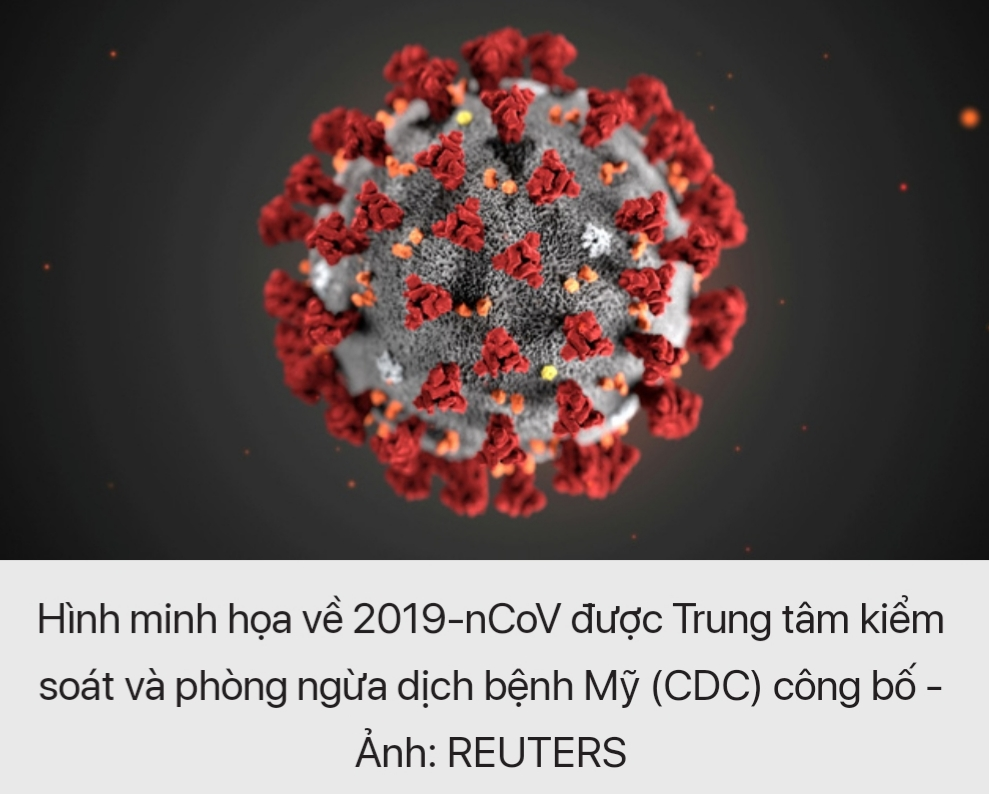 Hình minh họa về 2019-nCoV được Trung tâm kiểm
soát và phòng ngừa dịch bệnh Mỹ (CDC) công bố -
Ảnh: REUTERS